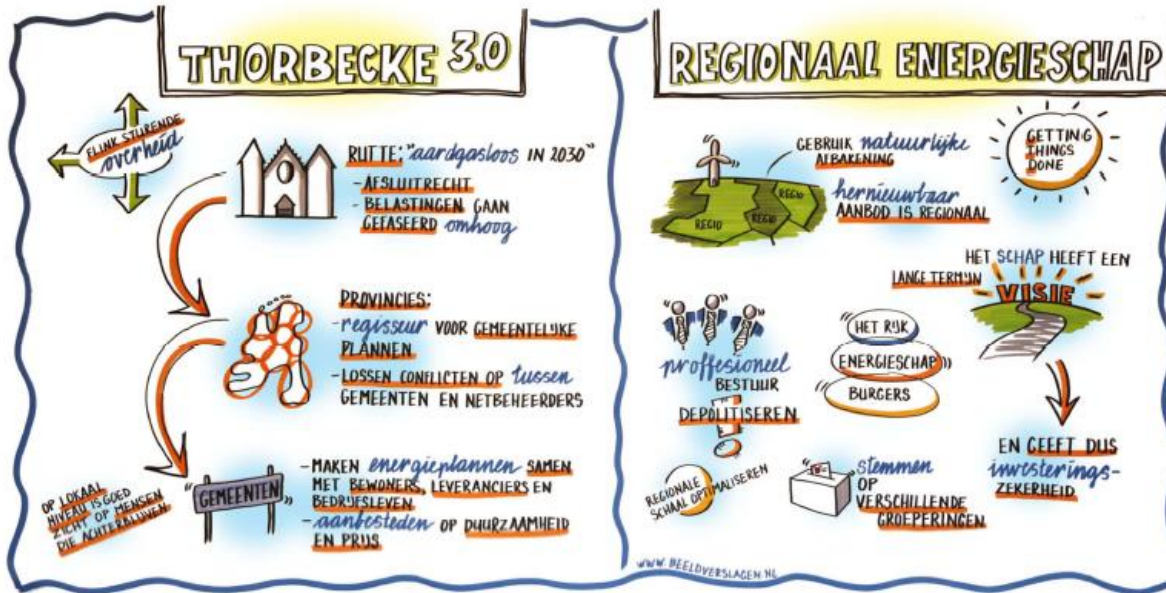 THORBECKE 3.0
FLINK STURENDE
overheid
RUTTE: "aardgasloos IN 2030"
- AFSLUITRECHT
- BELASTINGEN GAAN
GEFASEERD omhoog
PROVINCIES:
- regisseur VOOR GEMEENTELIJKE
PLANNEN
- LOSSEN CONFLICTEN OP tussen
GEMEENTEN EN NETBEHEERDERS
OP LOKAAL
NIVEAU IS GOED
ZICHT OP MENSEN
DIE ACHTERBLIJVEN
GEMEENTEN
- MAKEN energieplannen SAMEN
MET BEWONERS, LEVERANCIERS EN
BEDRIJFSLEVEN
- aanbesteden OP DUURZAAMHEID
EN PRIJS
REGIONAAL ENERGIESCHAP
GEBRUIK natuurlijke
AFBAKENING
REGIO
REGIO
REGIO
hernieuwbaar
AANBOD IS REGIONAAL
GETTING
THINGS
DONE
HET SCHAP HEEFT EEN
LANGE TERMIJN
VISIE
proffesioneel
BESTUUR
DEPOLITISEREN
HET RIJK
ENERGIESCHAP
BURGERS
REGIONALE
SCHAAL OPTIMALISEREN
stemmen
OP
VERSCHILLENDE
GROEPERINGEN
EN GEEFT DUS
investerings-
ZEKERHEID
WWW.BEELDVERSLAGEN.NL